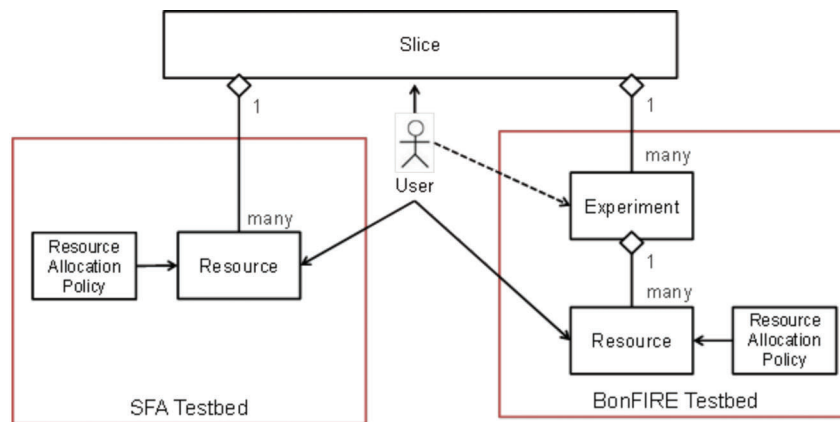 Slice
1
1
User
many
Experiment
many
Resource
Allocation
Policy
Resource
1
many
Resource
Resource
Allocation
Policy
SFA Testbed
BonFIRE Testbed